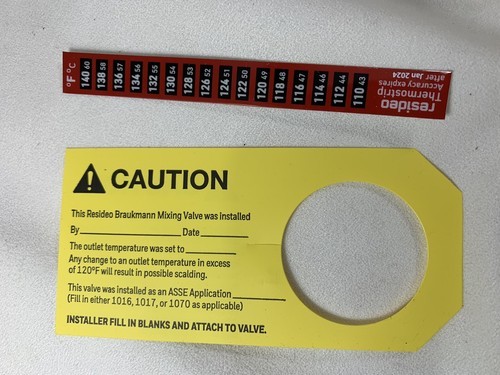 °F °C
140 60
138 58
136 57
134 56
132 55
130 54
128 53
126 52
124 51
122 50
120 49
118 48
116 47
114 46
112 44
110 43
resideo
Thermostrip
Accuracy expires
after Jan 2024
CAUTION
This Resideo Braukmann Mixing Valve was Installed
By Date
The outlet temperature was set to
Any change to an outlet temperature in excess
of 120°F will result in possible scalding.
This valve was installed as an ASSE Application
(Fill in either 1016, 1017, or 1070 as applicable)
INSTALLER FILL IN BLANKS AND ATTACH TO VALVE.